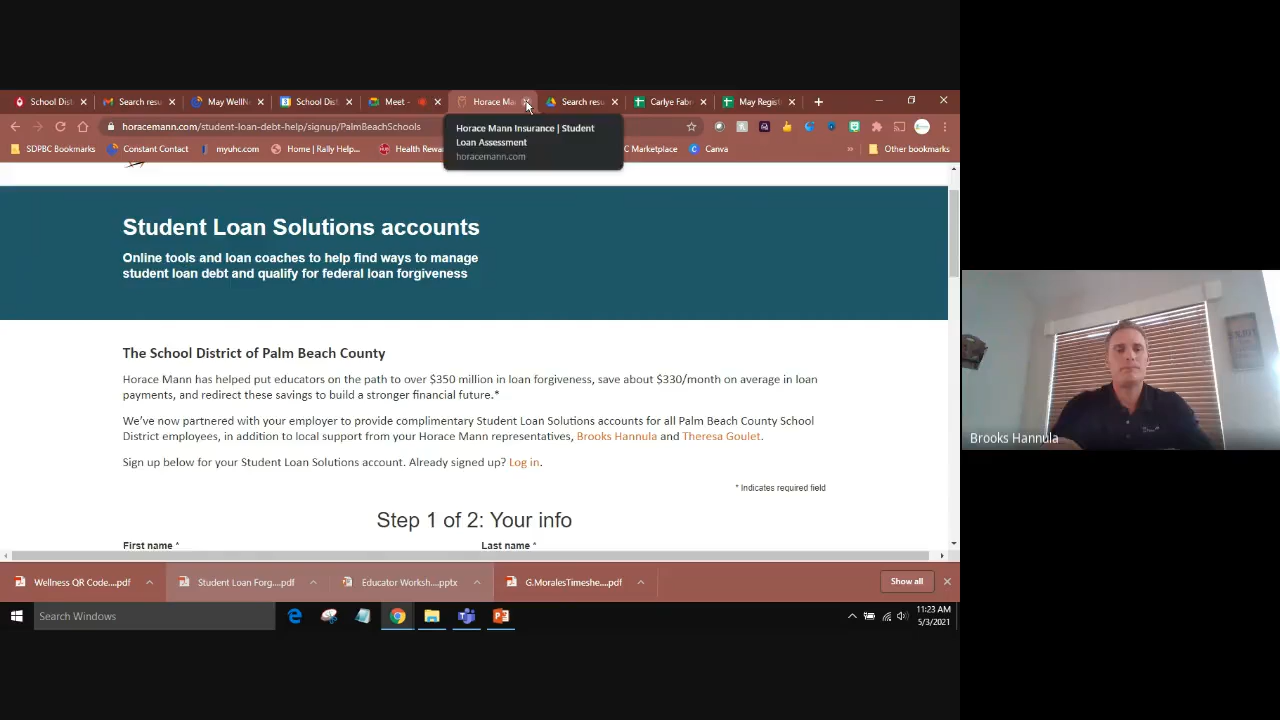 School Dist
Search resu
May WellN
School Dist
Meet -
Horace Ma
Search resu
Carlye Fabr
May Regist
horacemann.com/student-loan-debt-help/signup/PalmBeachSchools
SDPBC Bookmarks
Constant Contact
myuhc.com
Home | Rally Help...
Health Rewa
C Marketplace
Canva
»
Other bookmarks
Horace Mann Insurance | Student
Loan Assessment
horacemann.com
Student Loan Solutions accounts
Online tools and loan coaches to help find ways to manage
student loan debt and qualify for federal loan forgiveness
The School District of Palm Beach County
Horace Mann has helped put educators on the path to over $350 million in loan forgiveness, save about $330/month on average in loan
payments, and redirect these savings to build a stronger financial future.*
We've now partnered with your employer to provide complimentary Student Loan Solutions accounts for all Palm Beach County School
District employees, in addition to local support from your Horace Mann representatives, Brooks Hannula and Theresa Goulet.
Sign up below for your Student Loan Solutions account. Already signed up? Log in.
* Indicates required field
Step 1 of 2: Your info
First name *
Last name *
Wellness QR Code....pdf
Student Loan Forg....pdf
Educator Worksh....pptx
G.MoralesTimeshe....pdf
Show all
Search Windows
11:23 AM
5/3/2021
Brooks Hannula